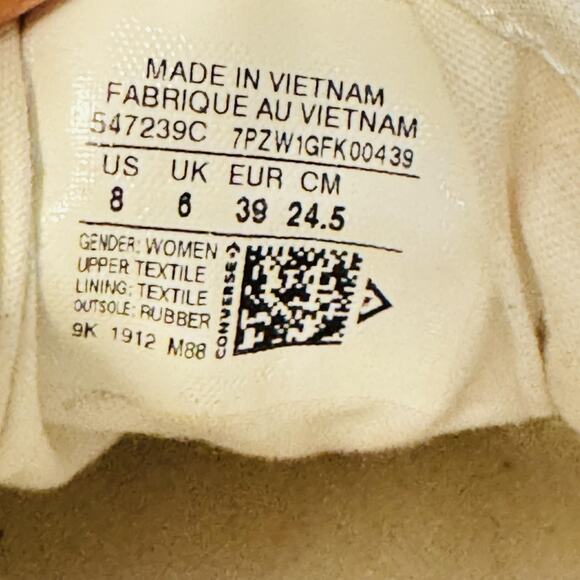 MADE IN VIETNAM
FABRIQUE AU VIETNAM
547239C 7PZW1GFK00439
US UK EUR CM
8 6 39 24.5
GENDER: WOMEN
UPPER TEXTILE
LINING: TEXTILE
OUTSOLE: RUBBER
9K 1912 M88
CONVERSE